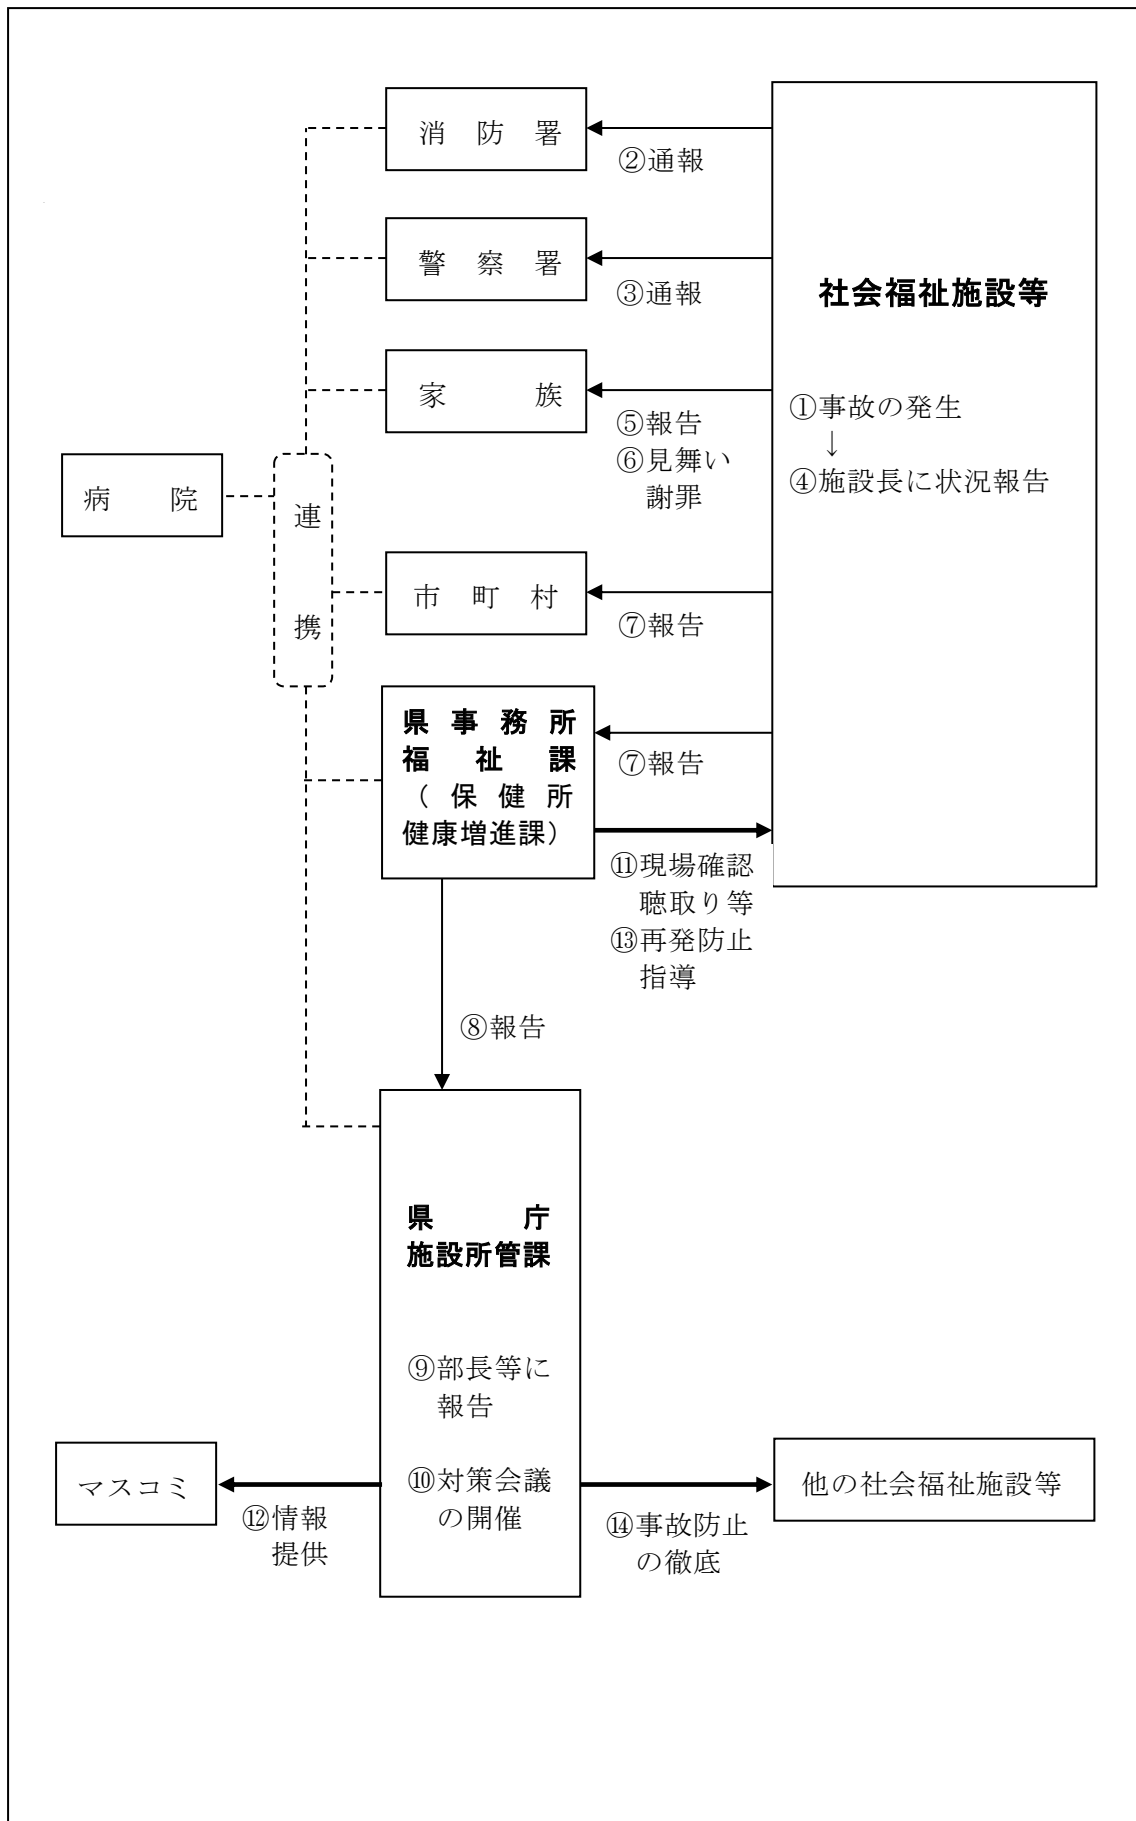 消防署
②通報
警察署
③通報
社会福祉施設等
家族
⑤報告
⑥見舞い
謝罪
①事故の発生
↓
④施設長に状況報告
病院
連
携
市町村
⑦報告
県事務所
福祉課
（保健所
健康増進課）
⑦報告
⑪現場確認
聴取り等
⑬再発防止
指導
⑧報告
県庁
施設所管課
⑨部長等に
報告
⑩対策会議
の開催
マスコミ
⑫情報
提供
他の社会福祉施設等
⑭事故防止
の徹底